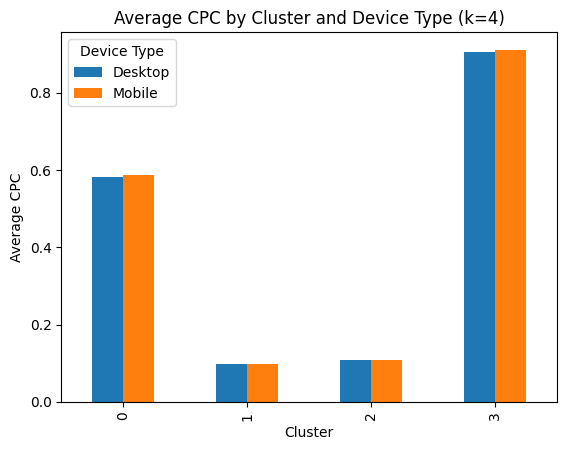 Average CPC by Cluster and Device Type (k=4)
Device Type
Desktop
Mobile
0.8
0.6
0.4
0.2
0.0
Average CPC
0
1
2
3
Cluster